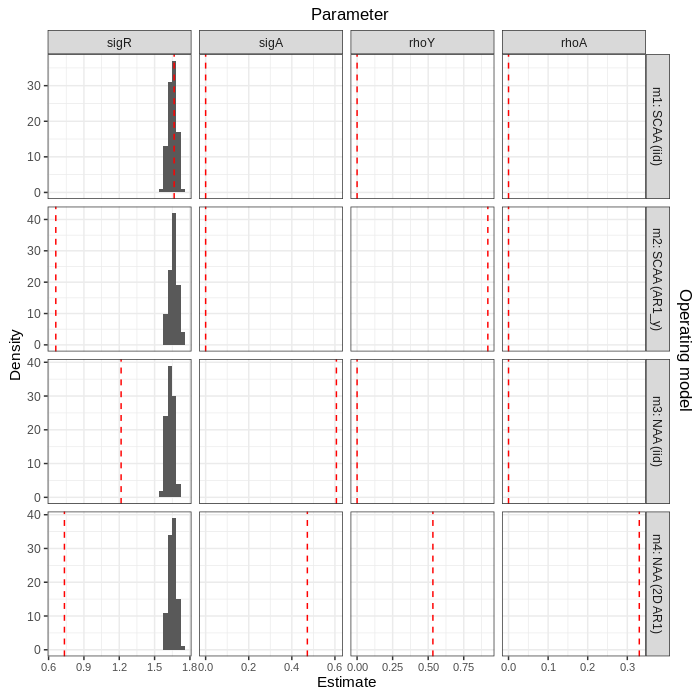 Parameter
sigR sigA rhoY rhoA
30
20
10
0
m1: SCAA (iid)
40
30
20
10
0
m2: SCAA (AR1_y)
40
30
20
10
0
m3: NAA (iid)
40
30
20
10
0
m4: NAA (2D AR1)
Density
Operating model
0.6 0.9 1.2 1.5 1.8 0.0 0.2 0.4 0.6 0.00 0.25 0.50 0.75 0.0 0.1 0.2 0.3
Estimate